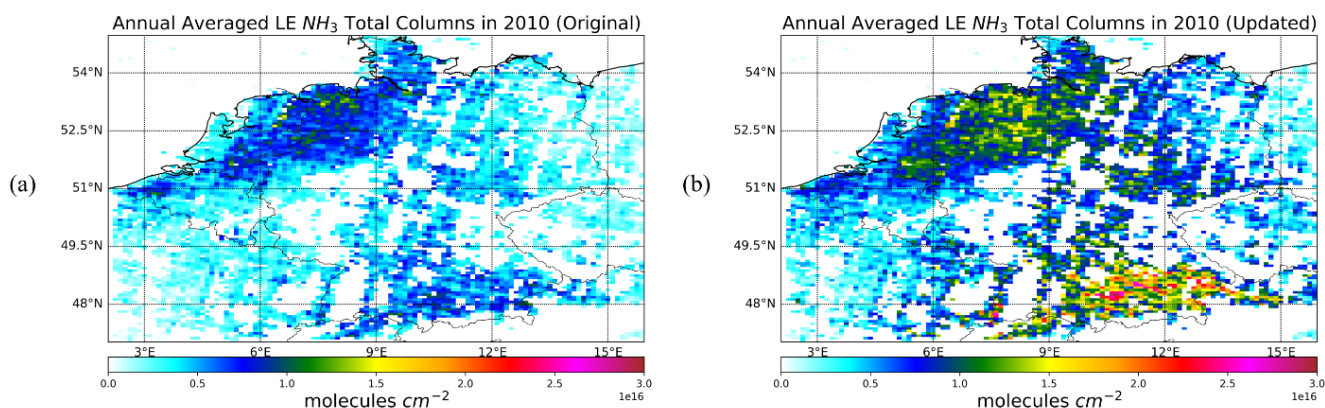 Annual Averaged LE NH₃ Total Columns in 2010 (Original)
54°N
52.5°N
(a)
51°N
49.5°N
48°N
3°E 6°E 9°E 12°E 15°E
0.0 0.5 1.0 1.5 2.0 2.5 3.0
1e16
molecules cm⁻²
Annual Averaged LE NH₃ Total Columns in 2010 (Updated)
54°N
52.5°N
(b)
51°N
49.5°N
48°N
3°E 6°E 9°E 12°E 15°E
0.0 0.5 1.0 1.5 2.0 2.5 3.0
1e16
molecules cm⁻²